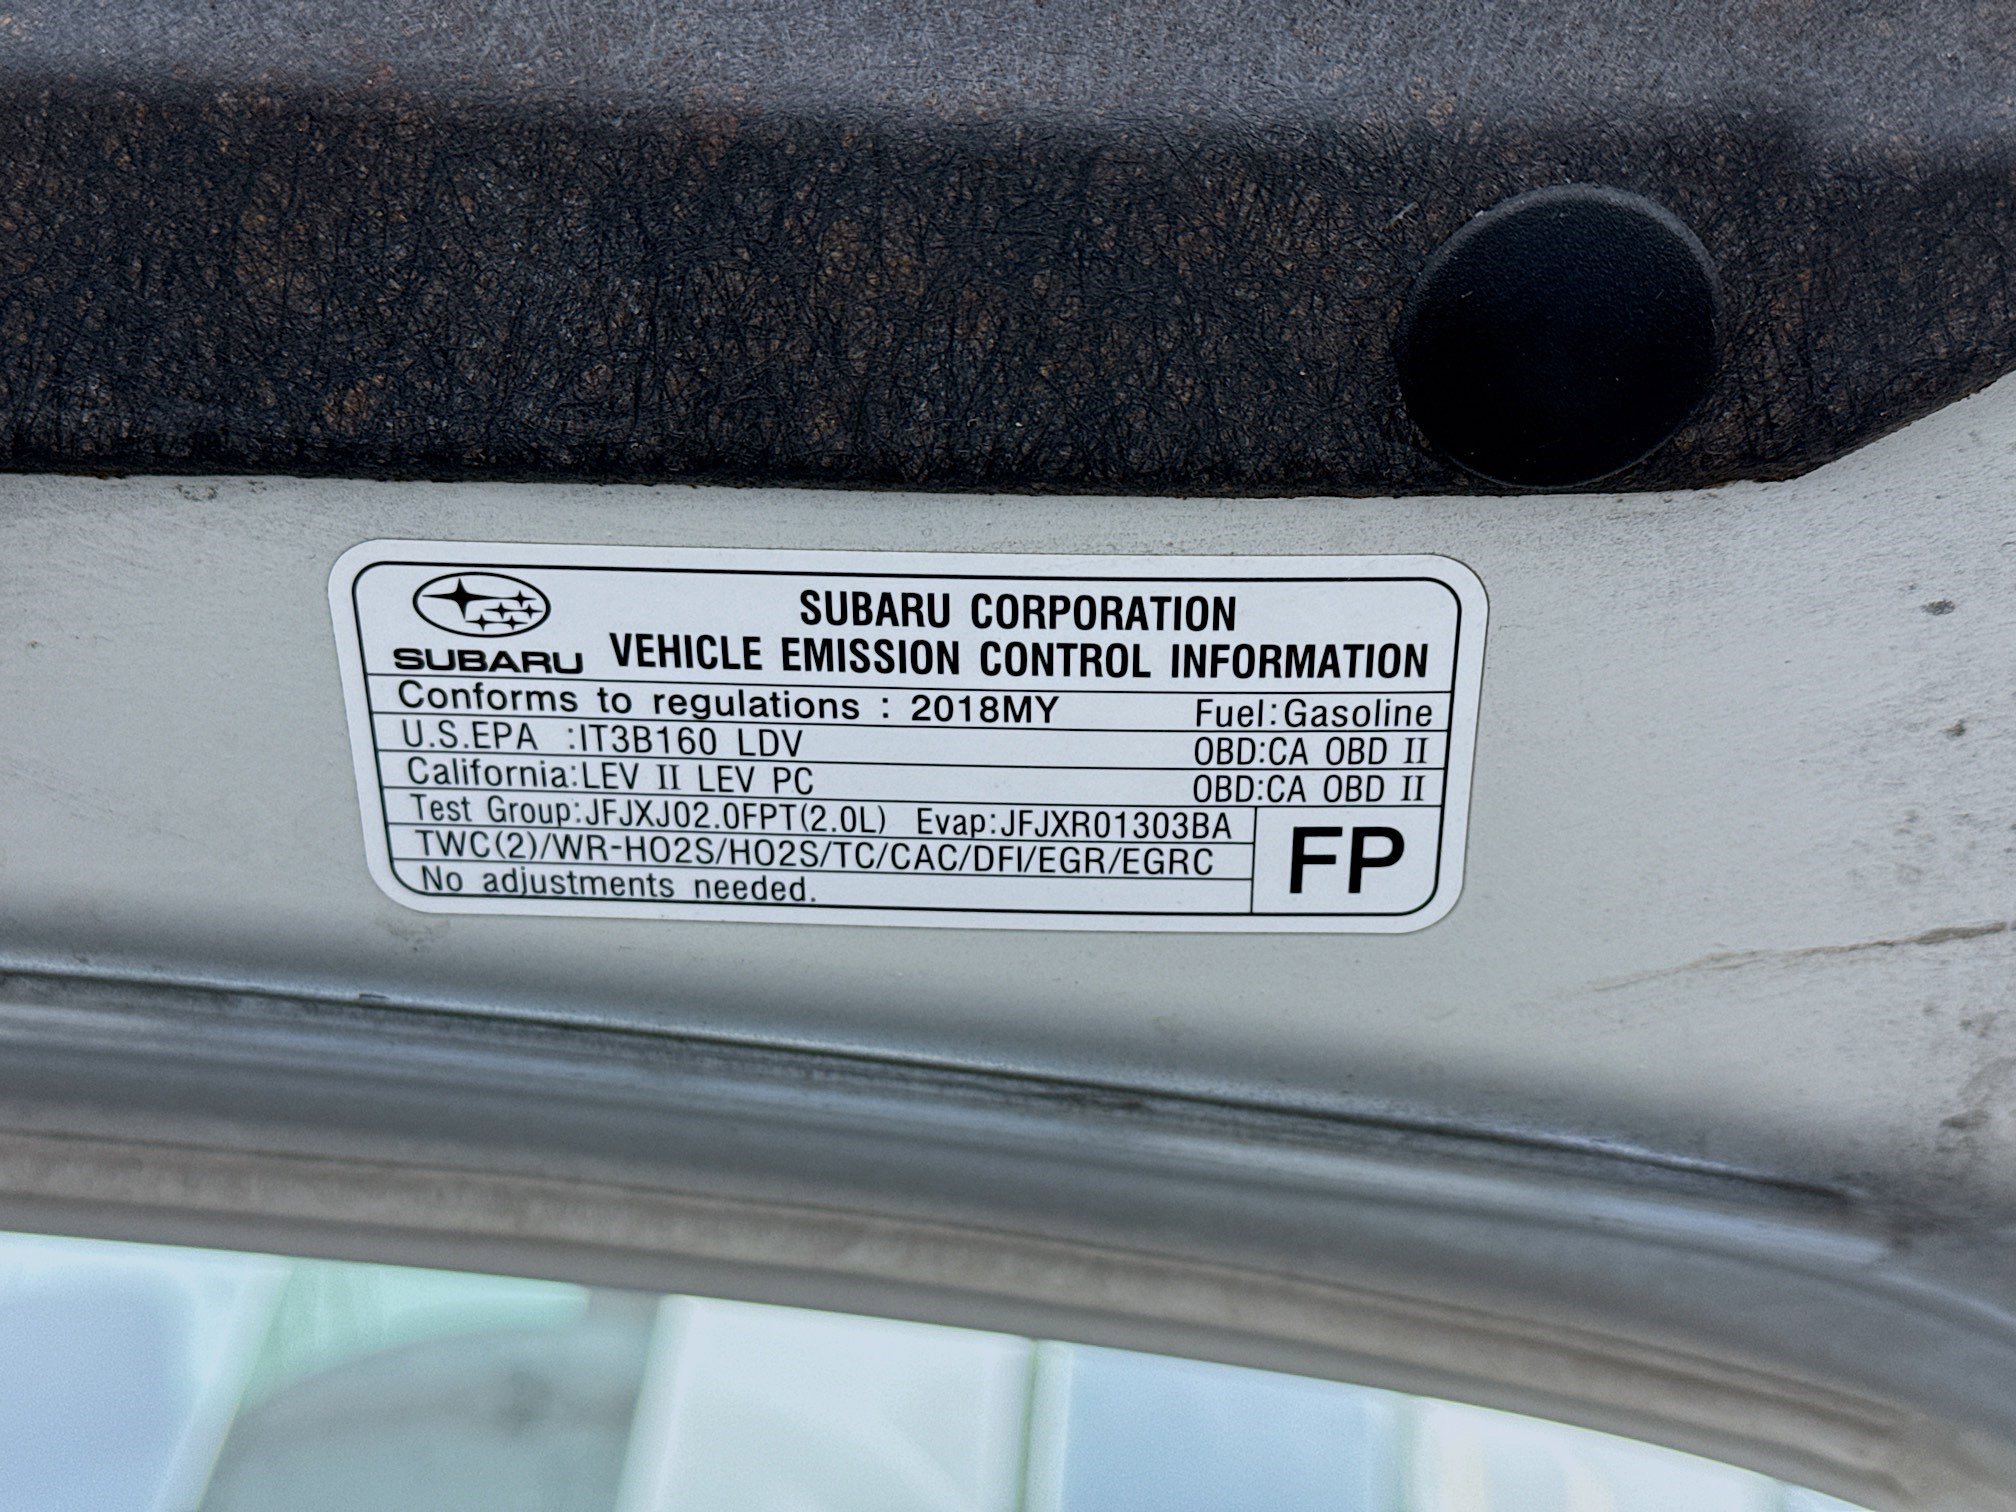 SUBARU CORPORATION
SUBARU VEHICLE EMISSION CONTROL INFORMATION
Conforms to regulations : 2018MY Fuel:Gasoline
U.S.EPA :IT3B160 LDV OBD:CA OBD II
California:LEV II LEV PC OBD:CA OBD II
Test Group:JFJXJ02.0FPT(2.0L) Evap:JFJXR01303BA
TWC(2)/WR-HO2S/HO2S/TC/CAC/DFI/EGR/EGRC
FP
No adjustments needed.